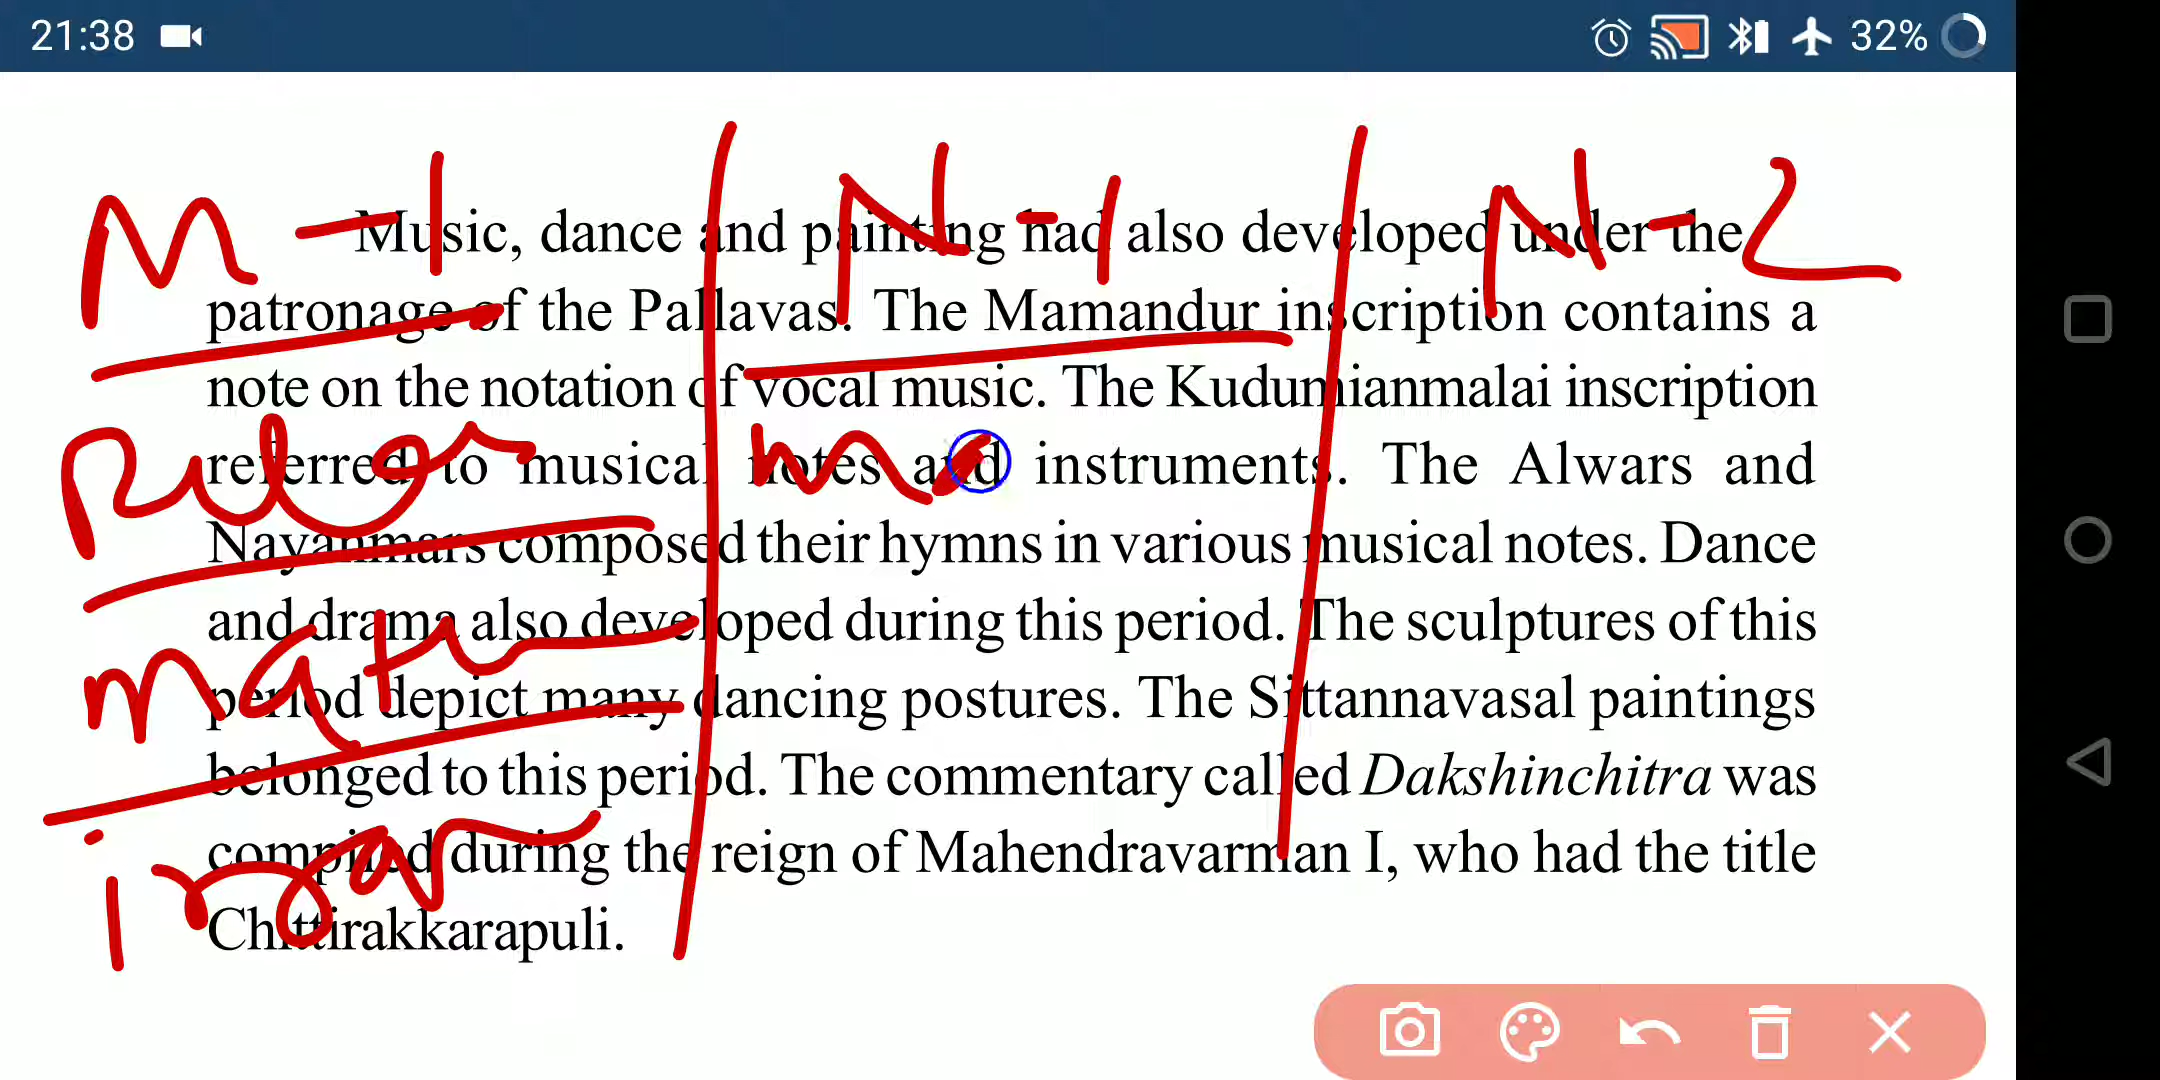 21:38 32%
M-1 N-1 N-2
Music, dance and painting had also developed under the
patronage of the Pallavas. The Mamandur inscription contains a
note on the notation of vocal music. The Kudumianmalai inscription
referred to musical notes and instruments. The Alwars and
Nayanmars composed their hymns in various musical notes. Dance
and drama also developed during this period. The sculptures of this
period depict many dancing postures. The Sittannavasal paintings
belonged to this period. The commentary called Dakshinchitra was
compiled during the reign of Mahendravarman I, who had the title
Chittirakkarapuli.